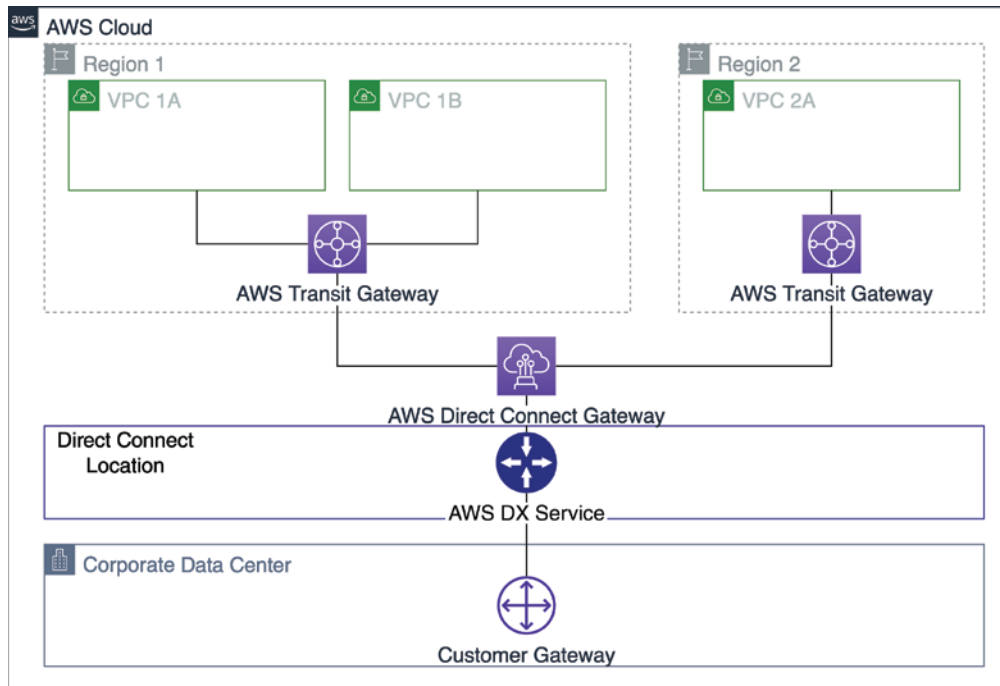 aws
AWS Cloud
Region 1
Region 2
VPC 1A
VPC 1B
VPC 2A
AWS Transit Gateway
AWS Transit Gateway
AWS Direct Connect Gateway
Direct Connect
Location
AWS DX Service
Corporate Data Center
Customer Gateway